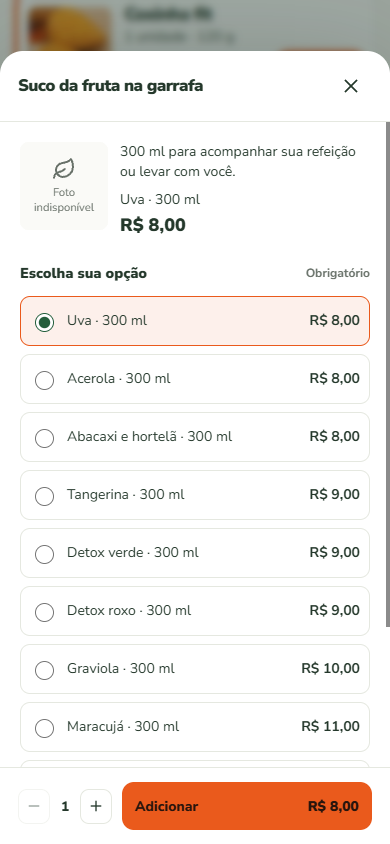 Cozinha fit
Suco da fruta na garrafa
300 ml para acompanhar sua refeição
ou levar com você.
Foto
indisponível
Uva · 300 ml
R$ 8,00
Escolha sua opção
Obrigatório
Uva · 300 ml R$ 8,00
Acerola · 300 ml R$ 8,00
Abacaxi e hortelã · 300 ml R$ 8,00
Tangerina · 300 ml R$ 9,00
Detox verde · 300 ml R$ 9,00
Detox roxo · 300 ml R$ 9,00
Graviola · 300 ml R$ 10,00
Maracujá · 300 ml R$ 11,00
1
Adicionar R$ 8,00